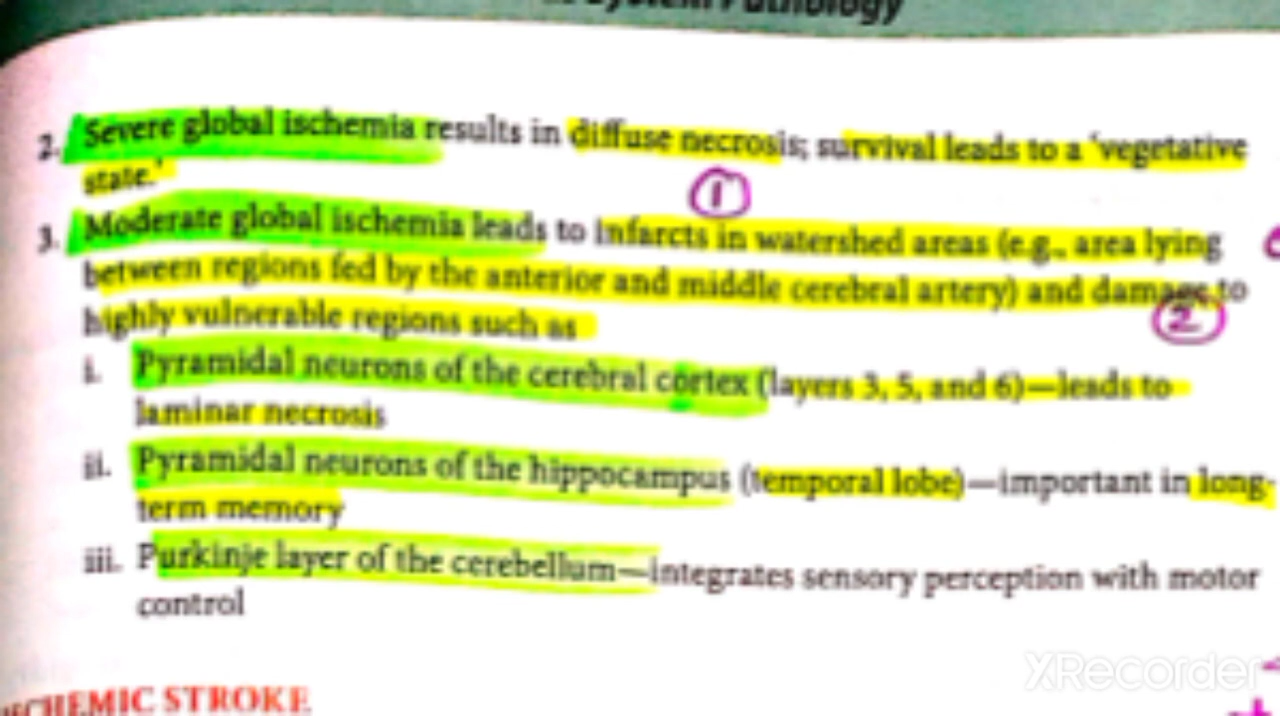 System Pathology
2. Severe global ischemia results in diffuse necrosis; survival leads to a 'vegetative
state.'
1
3. Moderate global ischemia leads to infarcts in watershed areas (e.g., area lying
between regions fed by the anterior and middle cerebral artery) and damage to
2
highly vulnerable regions such as
i. Pyramidal neurons of the cerebral cortex (layers 3, 5, and 6)—leads to
laminar necrosis
ii. Pyramidal neurons of the hippocampus (temporal lobe)—important in long-
term memory
iii. Purkinje layer of the cerebellum—integrates sensory perception with motor
control
XRecorder
STROKE